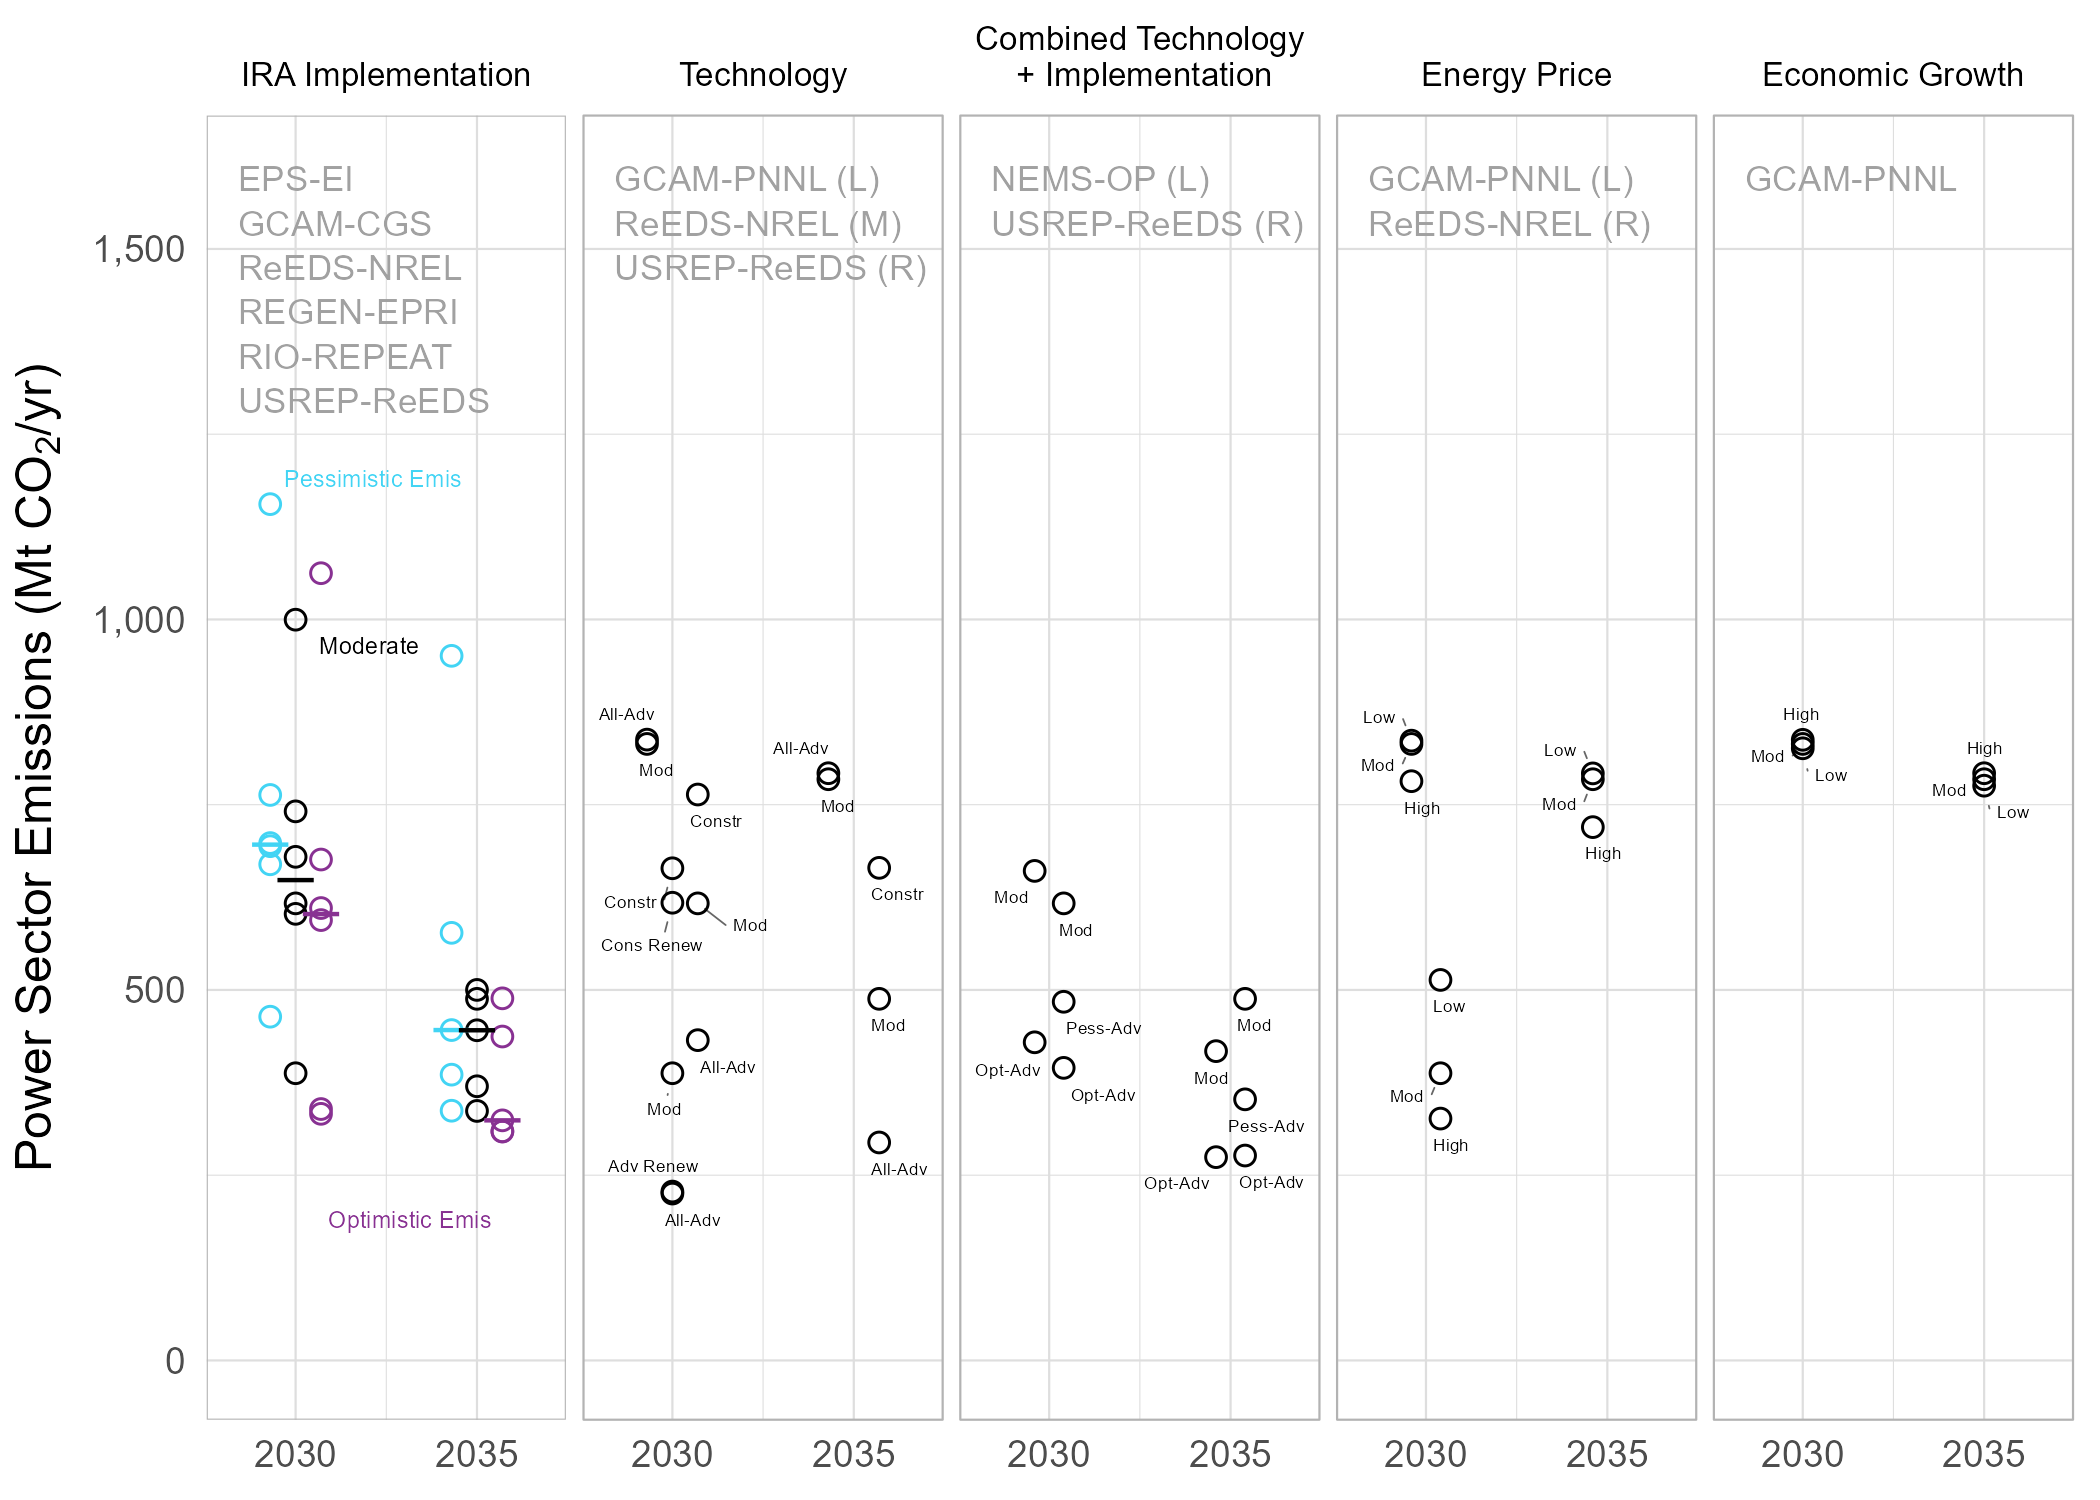 Combined Technology
IRA Implementation
Technology
+ Implementation
Energy Price
Economic Growth
Power Sector Emissions (Mt CO₂/yr)
1,500
1,000
500
0
EPS-EI
GCAM-CGS
ReEDS-NREL
REGEN-EPRI
RIO-REPEAT
USREP-ReEDS
Pessimistic Emis
Moderate
Optimistic Emis
2030
2035
GCAM-PNNL (L)
ReEDS-NREL (M)
USREP-ReEDS (R)
All-Adv
Mod
All-Adv
Mod
Constr
Constr
Constr
Mod
Cons Renew
Mod
All-Adv
Mod
Adv Renew
All-Adv
All-Adv
2030
2035
NEMS-OP (L)
USREP-ReEDS (R)
Mod
Mod
Mod
Pess-Adv
Opt-Adv
Mod
Opt-Adv
Pess-Adv
Opt-Adv
Opt-Adv
2030
2035
GCAM-PNNL (L)
ReEDS-NREL (R)
Low
Low
Mod
Mod
High
High
Low
Mod
High
2030
2035
GCAM-PNNL
High
High
Mod
Low
Mod
Low
2030
2035